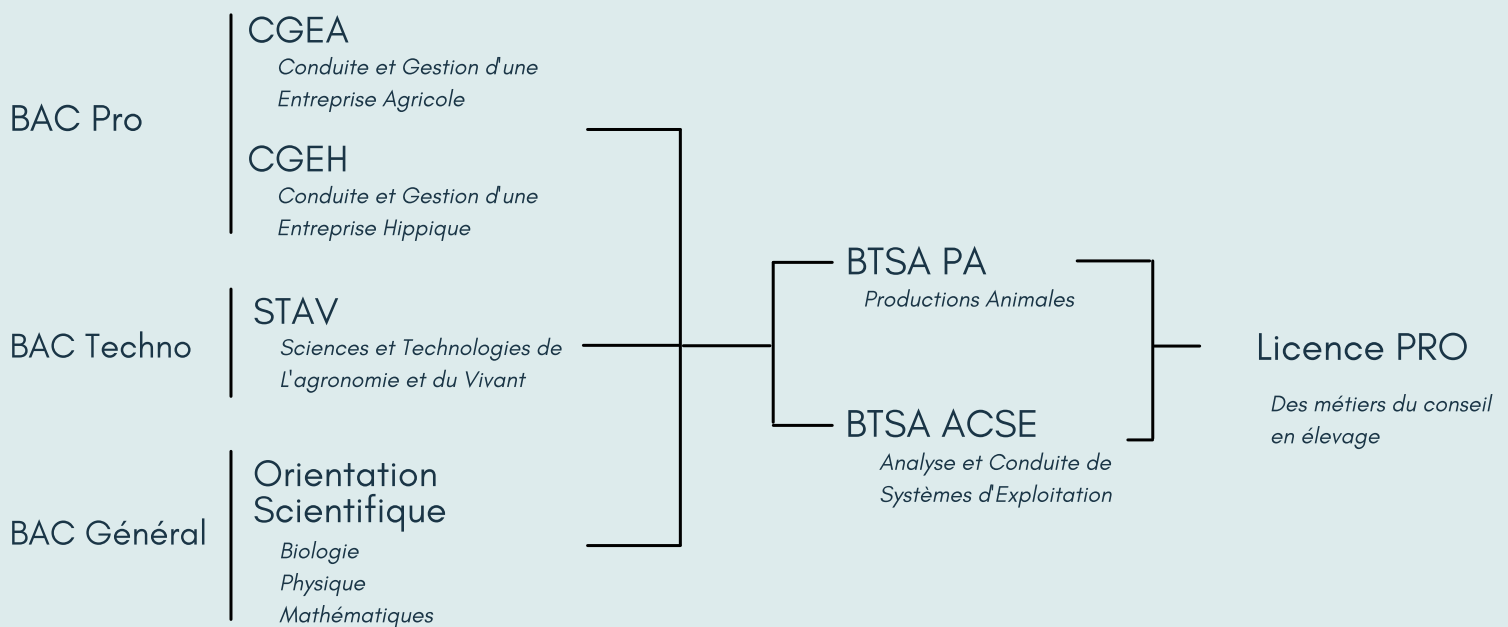 BAC Pro
CGEA
Conduite et Gestion d'une
Entreprise Agricole
CGEH
Conduite et Gestion d'une
Entreprise Hippique
BAC Techno
STAV
Sciences et Technologies de
L'agronomie et du Vivant
BAC Général
Orientation
Scientifique
Biologie
Physique
Mathématiques
BTSA PA
Productions Animales
BTSA ACSE
Analyse et Conduite de
Systèmes d'Exploitation
Licence PRO
Des métiers du conseil
en élevage